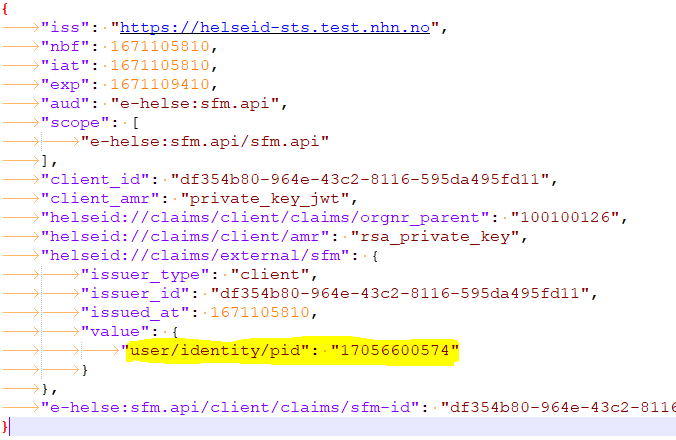 {
"iss": "https://helseid-sts.test.nhn.no",
"nbf": 1671105810,
"iat": 1671105810,
"exp": 1671109410,
"aud": "e-helse:sfm.api",
"scope": [
"e-helse:sfm.api/sfm.api"
],
"client_id": "df354b80-964e-43c2-8116-595da495fd11",
"client_amr": "private_key_jwt",
"helseid://claims/client/claims/orgnr_parent": "100100126",
"helseid://claims/client/amr": "rsa_private_key",
"helseid://claims/external/sfm": {
"issuer_type": "client",
"issuer_id": "df354b80-964e-43c2-8116-595da495fd11",
"issued_at": 1671105810,
"value": {
"user/identity/pid": "17056600574"
}
},
"e-helse:sfm.api/client/claims/sfm-id": "df354b80-964e-43c2-8116
}